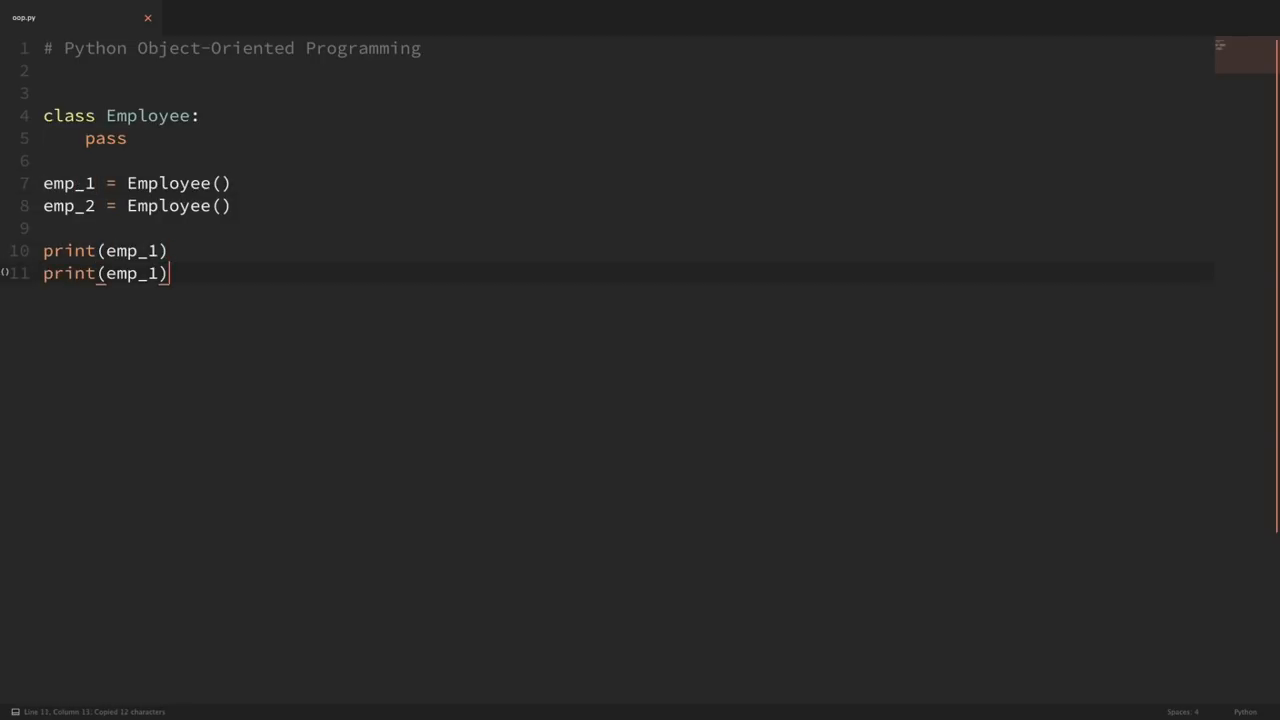 oop.py
1 # Python Object-Oriented Programming
2
3
4 class Employee:
5     pass
6
7 emp_1 = Employee()
8 emp_2 = Employee()
9
10 print(emp_1)
() 11 print(emp_1)
Line 11, Column 13; Copied 12 characters
Spaces: 4
Python